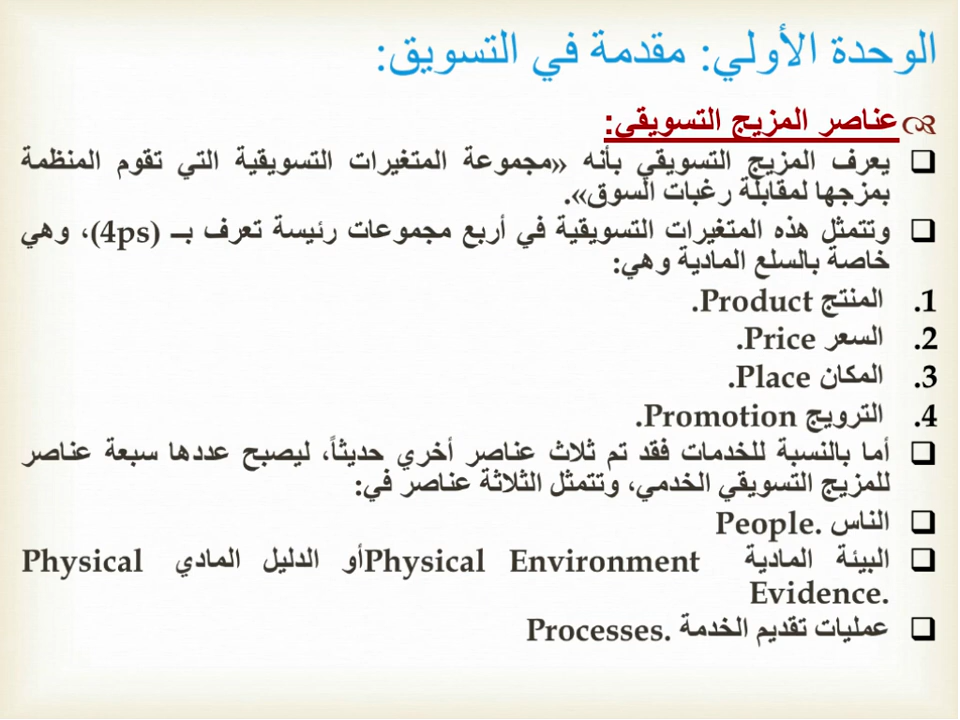 الوحدة الأولي: مقدمة في التسويق:
عناصر المزيج التسويقي:
يعرف المزيج التسويقي بأنه «مجموعة المتغيرات التسويقية التي تقوم المنظمة
بمزجها لمقابلة رغبات السوق».
وتتمثل هذه المتغيرات التسويقية في أربع مجموعات رئيسة تعرف بــ (4ps)، وهي
خاصة بالسلع المادية وهي:
1. المنتج Product.
2. السعر Price.
3. المكان Place.
4. الترويج Promotion.
أما بالنسبة للخدمات فقد تم ثلاث عناصر أخري حديثاً، ليصبح عددها سبعة عناصر
للمزيج التسويقي الخدمي، وتتمثل الثلاثة عناصر في:
الناس People.
البيئة المادية Physical Environment أو الدليل المادي Physical
Evidence.
عمليات تقديم الخدمة Processes.